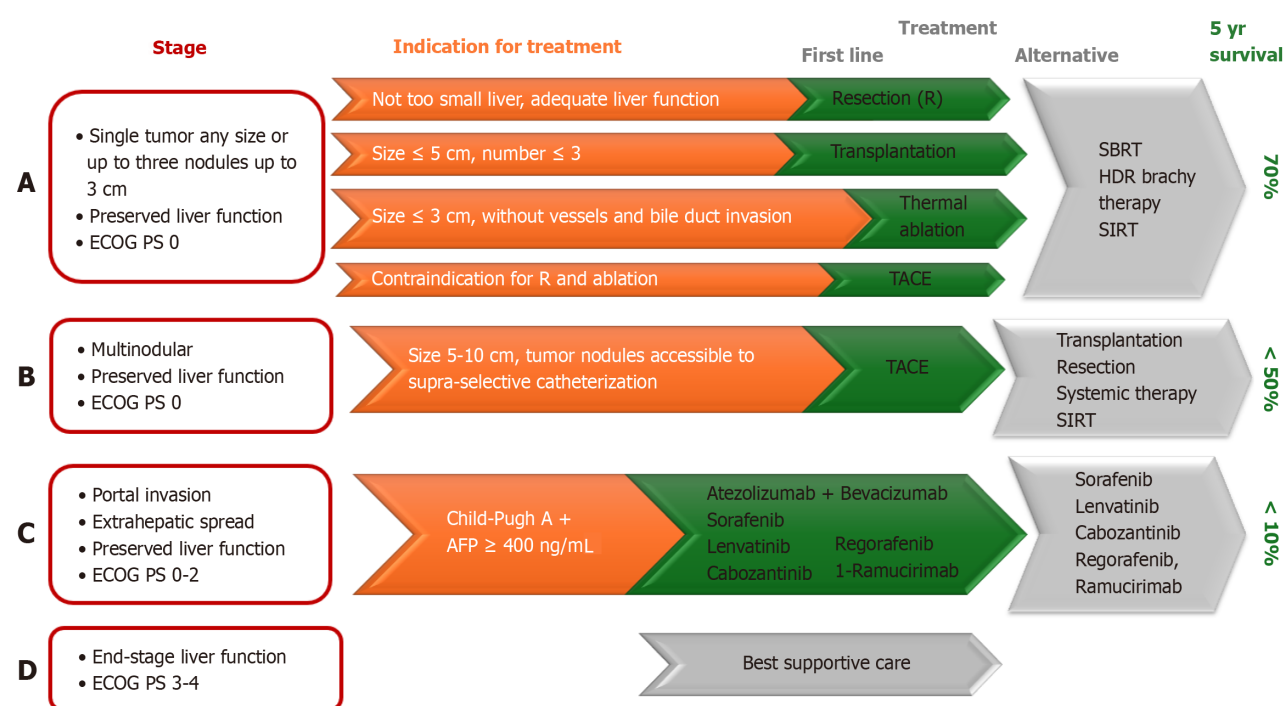 Stage
Indication for treatment
Treatment
First line
Alternative
5 yr
survival
A
• Single tumor any size or
up to three nodules up to
3 cm
• Preserved liver function
• ECOG PS 0
Not too small liver, adequate liver function
Resection (R)
Size ≤ 5 cm, number ≤ 3
Transplantation
Size ≤ 3 cm, without vessels and bile duct invasion
Thermal
ablation
Contraindication for R and ablation
TACE
SBRT
HDR brachy
therapy
SIRT
70%
B
• Multinodular
• Preserved liver function
• ECOG PS 0
Size 5-10 cm, tumor nodules accessible to
supra-selective catheterization
TACE
Transplantation
Resection
Systemic therapy
SIRT
< 50%
C
• Portal invasion
• Extrahepatic spread
• Preserved liver function
• ECOG PS 0-2
Child-Pugh A +
AFP ≥ 400 ng/mL
Atezolizumab + Bevacizumab
Sorafenib
Lenvatinib
Cabozantinib
Regorafenib
1-Ramucirimab
Sorafenib
Lenvatinib
Cabozantinib
Regorafenib,
Ramucirimab
< 10%
D
• End-stage liver function
• ECOG PS 3-4
Best supportive care